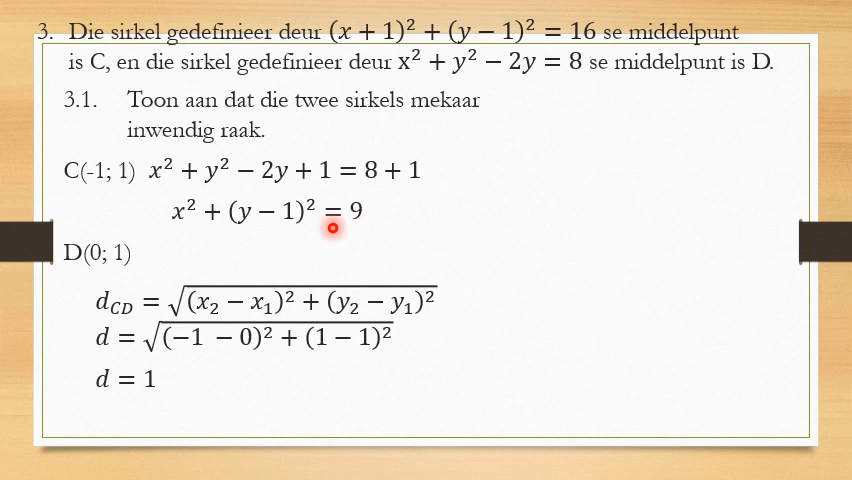 3. Die sirkel gedefinieer deur (x + 1)² + (y − 1)² = 16 se middelpunt
is C, en die sirkel gedefinieer deur x² + y² − 2y = 8 se middelpunt is D.
3.1. Toon aan dat die twee sirkels mekaar
inwendig raak.
C(-1; 1) x² + y² − 2y + 1 = 8 + 1
x² + (y − 1)² = 9
D(0; 1)
d_CD = √((x₂ − x₁)² + (y₂ − y₁)²)
d = √((−1 − 0)² + (1 − 1)²)
d = 1